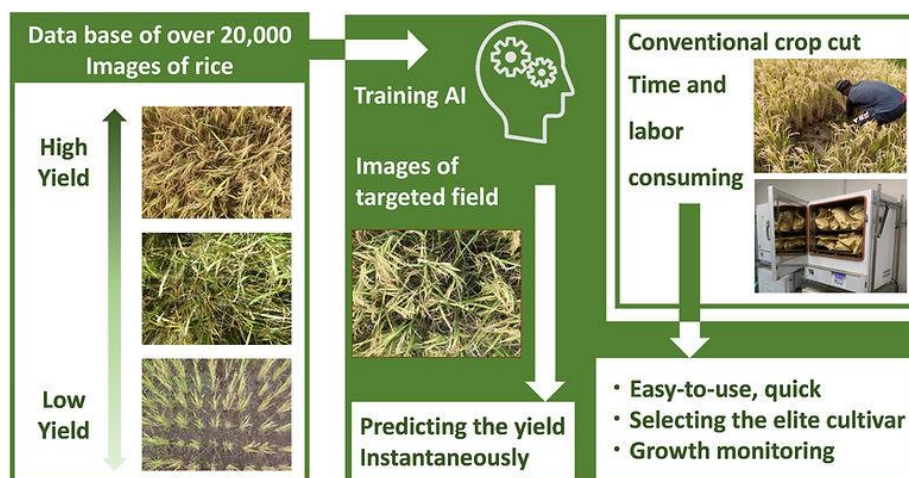 Data base of over 20,000
Images of rice
High
Yield
Low
Yield
Training AI
Images of
targeted field
Predicting the yield
Instantaneously
Conventional crop cut
Time and
labor
consuming
・Easy-to-use, quick
・Selecting the elite cultivar
・Growth monitoring